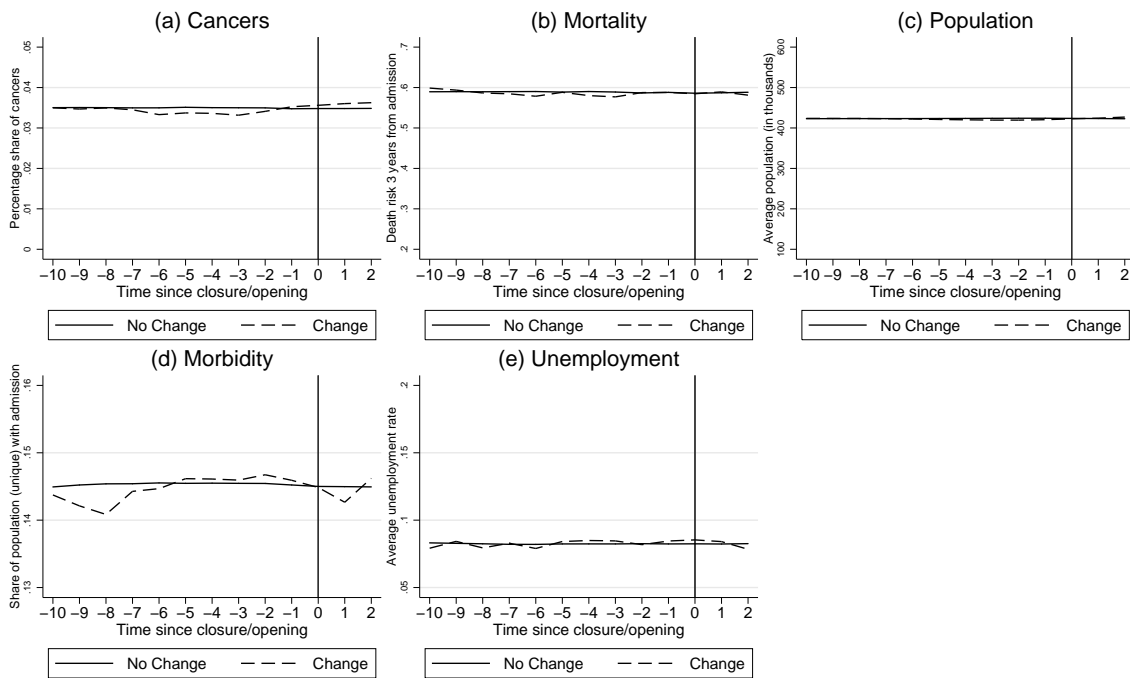 (a) Cancers
Percentage share of cancers
.05
.04
.03
.02
.01
0
−10 −9 −8 −7 −6 −5 −4 −3 −2 −1 0 1 2
Time since closure/opening
No Change Change
(b) Mortality
Death risk 3 years from admission
.7
.6
.5
.4
.3
.2
−10 −9 −8 −7 −6 −5 −4 −3 −2 −1 0 1 2
Time since closure/opening
No Change Change
(c) Population
Average population (in thousands)
600
500
400
300
200
100
−10 −9 −8 −7 −6 −5 −4 −3 −2 −1 0 1 2
Time since closure/opening
No Change Change
(d) Morbidity
Share of population (unique) with admission
.16
.15
.14
.13
−10 −9 −8 −7 −6 −5 −4 −3 −2 −1 0 1 2
Time since closure/opening
No Change Change
(e) Unemployment
Average unemployment rate
.2
.15
.1
.05
−10 −9 −8 −7 −6 −5 −4 −3 −2 −1 0 1 2
Time since closure/opening
No Change Change